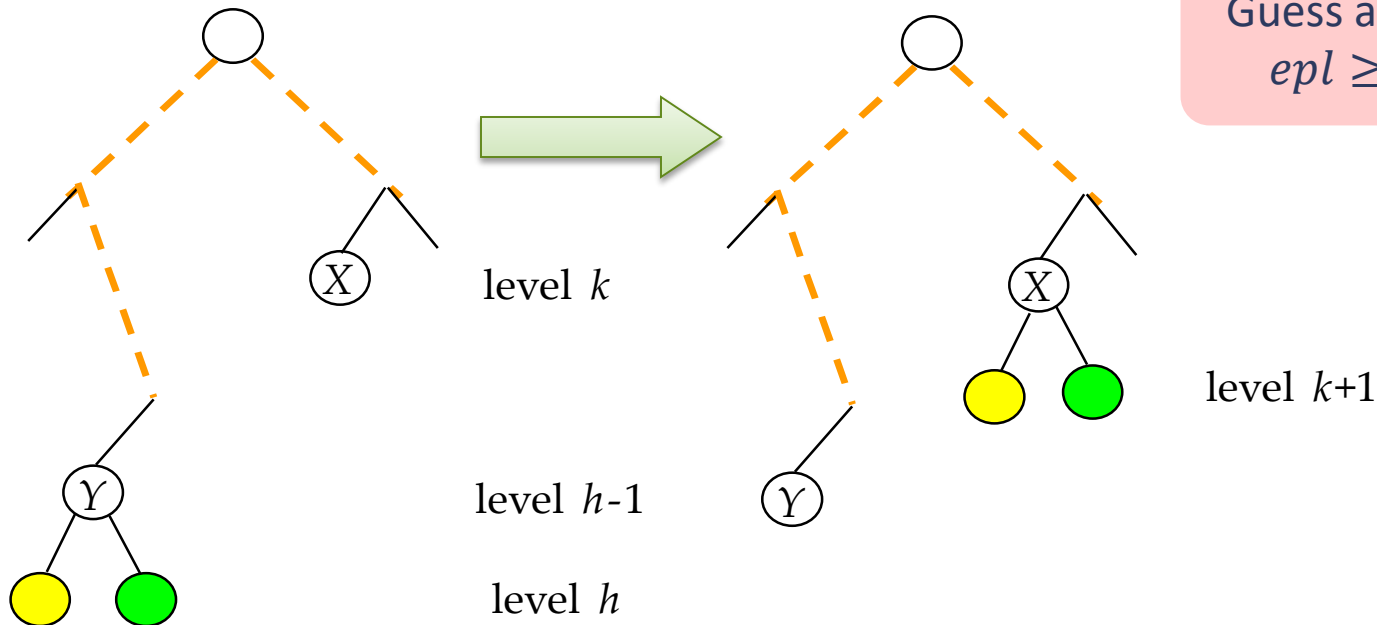 Guess a
epl ≥
X
level k
Y
level h-1
level h
X
level k+1
Y